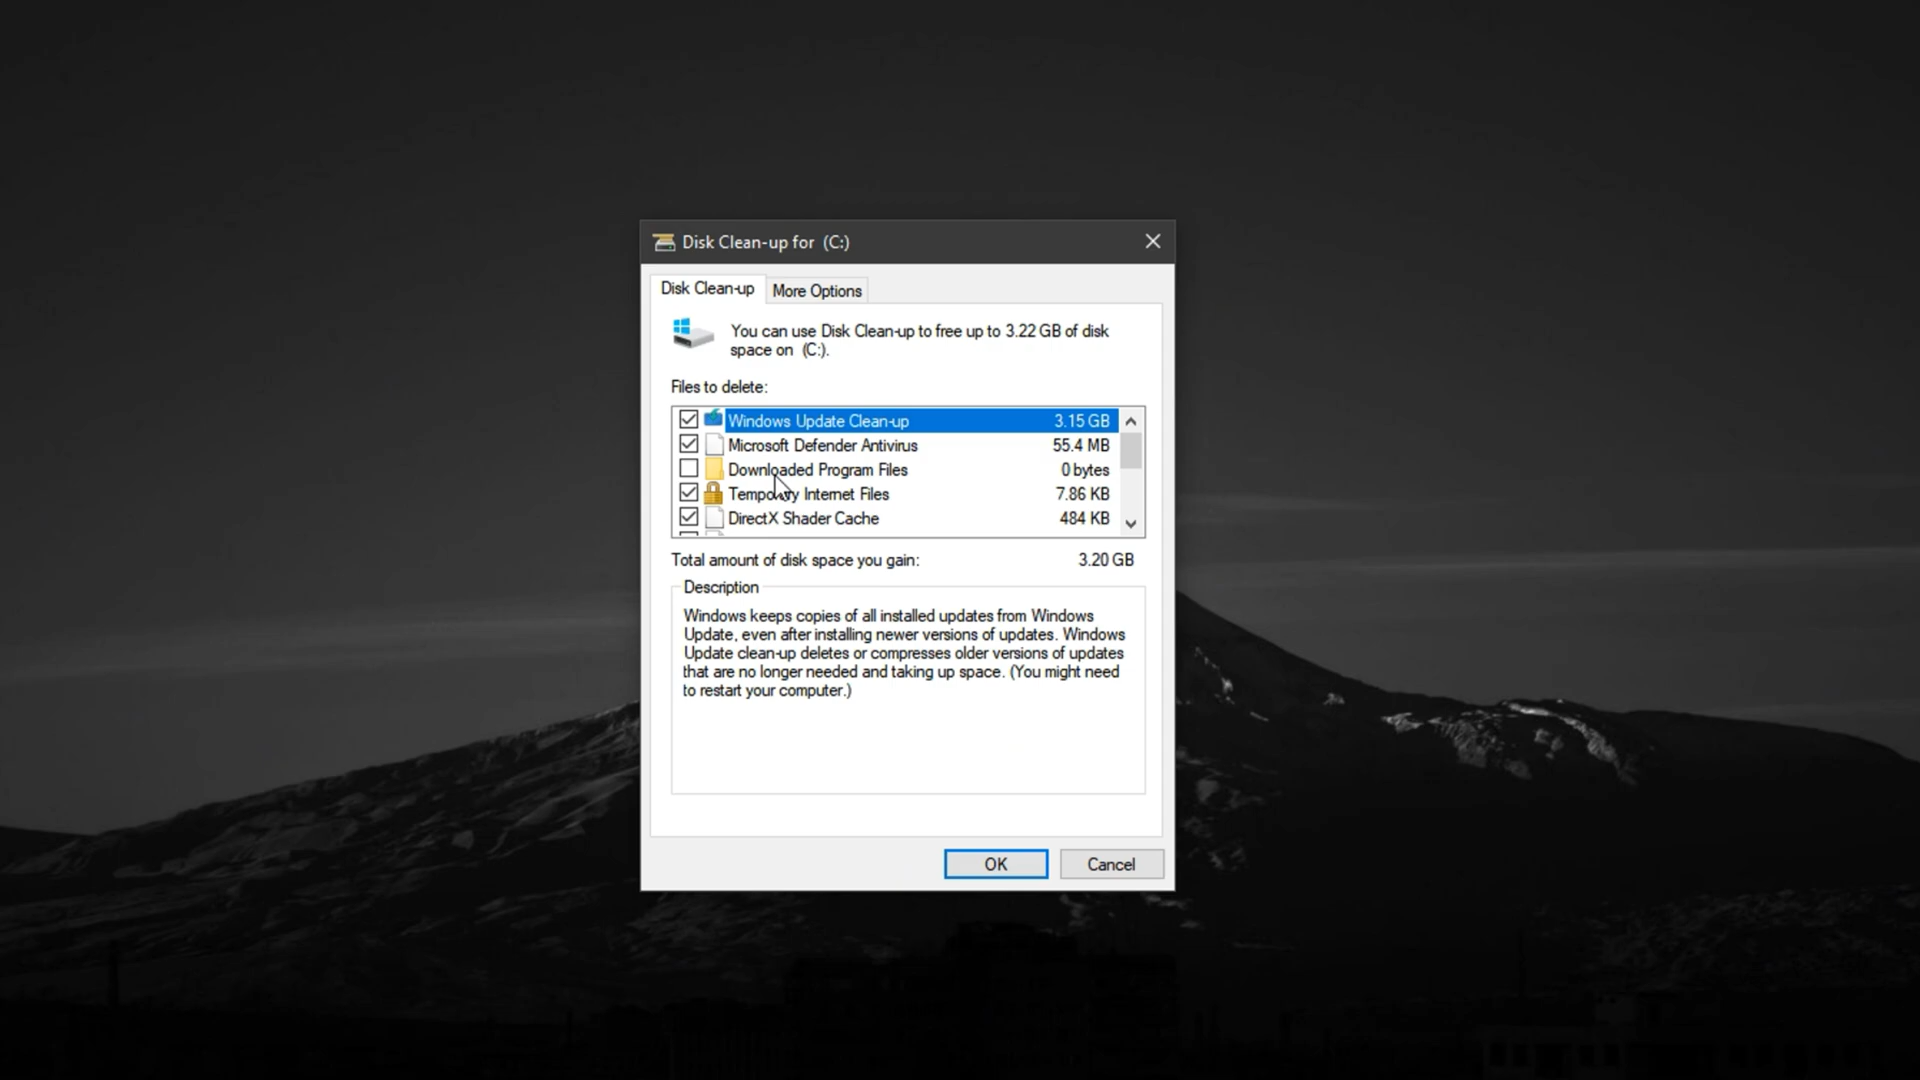 Disk Clean-up for (C:)
Disk Clean-up
More Options
You can use Disk Clean-up to free up to 3.22 GB of disk
space on (C:).
Files to delete:
Windows Update Clean-up 3.15 GB
Microsoft Defender Antivirus 55.4 MB
Downloaded Program Files 0 bytes
Temporary Internet Files 7.86 KB
DirectX Shader Cache 484 KB
Total amount of disk space you gain: 3.20 GB
Description
Windows keeps copies of all installed updates from Windows
Update, even after installing newer versions of updates. Windows
Update clean-up deletes or compresses older versions of updates
that are no longer needed and taking up space. (You might need
to restart your computer.)
OK
Cancel